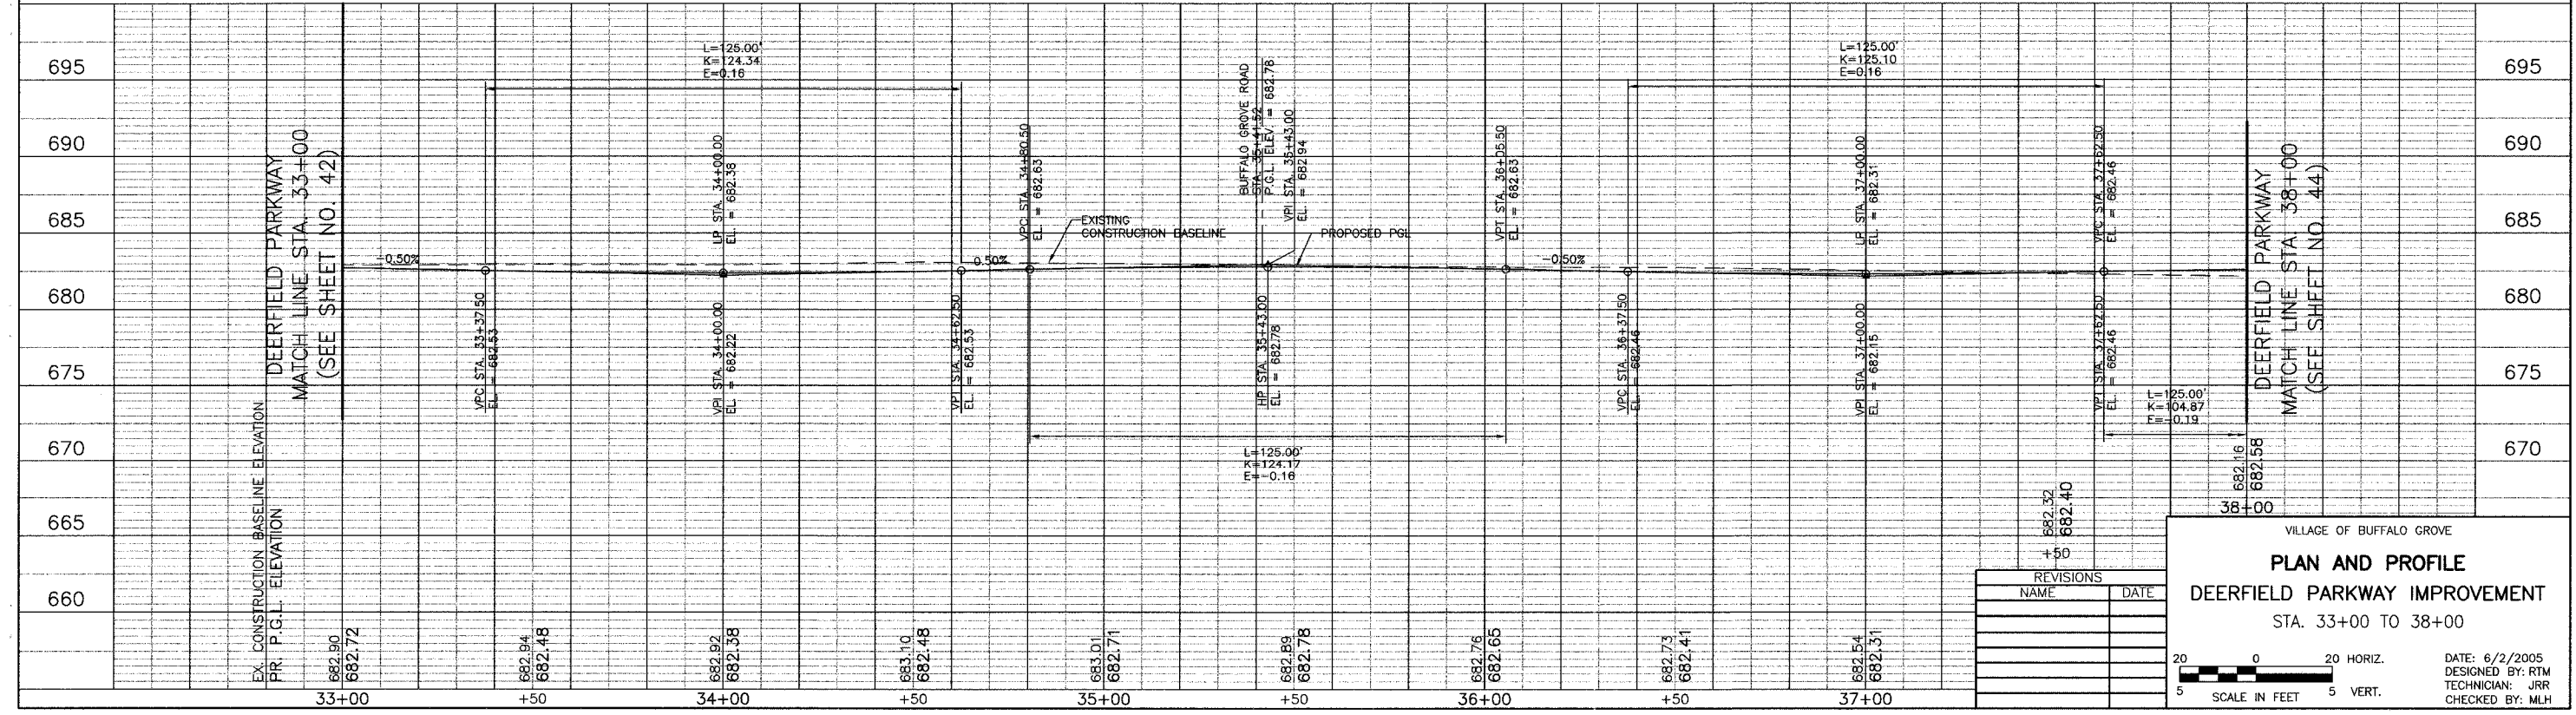 695
690
685
680
675
670
665
660
DEERFIELD PARKWAY
MATCH LINE STA. 33+00
(SEE SHEET NO. 42)
EX. CONSTRUCTION BASELINE ELEVATION
PR. P.G.L. ELEVATION
L=125.00'
K=124.34
E=0.16
-0.50%
VPC STA. 33+37.50
EL. = 682.53
LP STA. 34+00.00
EL. = 682.38
VPI STA. 34+00.00
EL. = 682.22
VPT STA. 34+62.50
EL. = 682.53
0.50%
VPC STA. 34+80.50
EL. = 682.63
EXISTING
CONSTRUCTION BASELINE
BUFFALO GROVE ROAD
STA. 35+41.52
P.G.L. ELEV. = 682.78
VPI STA. 35+43.00
EL. = 682.94
PROPOSED PGL
HP STA. 35+43.00
EL. = 682.78
L=125.00'
K=124.17
E=-0.16
VPT STA. 36+05.50
EL. = 682.63
-0.50%
L=125.00'
K=125.10
E=0.16
VPC STA. 36+37.50
EL. = 682.46
LP STA. 37+00.00
EL. = 682.31
VPI STA. 37+00.00
EL. = 682.15
VPC STA. 37+62.50
EL. = 682.46
VPT STA. 37+62.50
EL. = 682.46
L=125.00'
K=104.87
E=-0.19
DEERFIELD PARKWAY
MATCH LINE STA. 38+00
(SEE SHEET NO. 44)
695
690
685
680
675
670
682.90
682.72
682.94
682.48
682.92
682.38
683.10
682.48
683.01
682.71
682.89
682.78
682.76
682.65
682.73
682.41
682.54
682.31
682.32
682.40
682.16
682.58
33+00
+50
34+00
+50
35+00
+50
36+00
+50
37+00
+50
38+00
REVISIONS
NAME DATE
VILLAGE OF BUFFALO GROVE
PLAN AND PROFILE
DEERFIELD PARKWAY IMPROVEMENT
STA. 33+00 TO 38+00
20 0 20 HORIZ.
5 SCALE IN FEET 5 VERT.
DATE: 6/2/2005
DESIGNED BY: RTM
TECHNICIAN: JRR
CHECKED BY: MLH